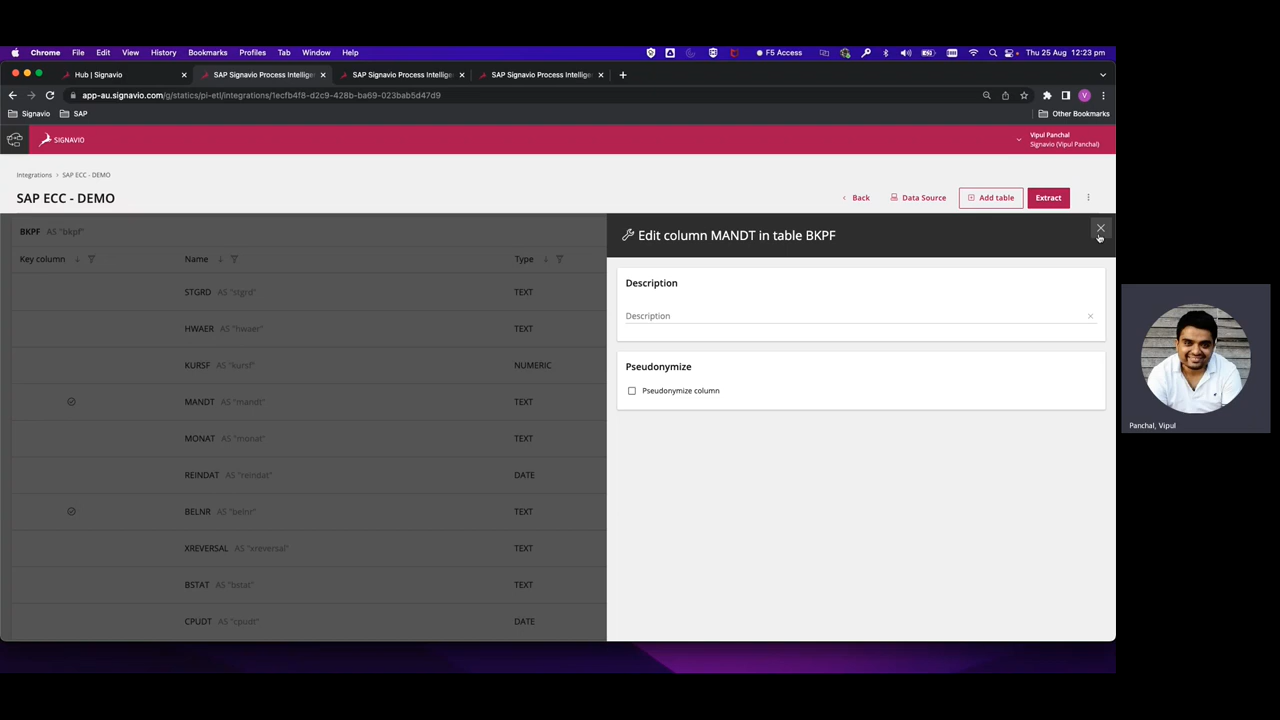 Chrome File Edit View History Bookmarks Profiles Tab Window Help F5 Access Thu 25 Aug 12:23 pm
Hub | Signavio SAP Signavio Process Intellige SAP Signavio Process Intellige SAP Signavio Process Intellige
app-au.signavio.com/g/statics/pi-etl/integrations/1ecfb4f8-d2c9-428b-ba69-023bab5d47d9
Signavio SAP Other Bookmarks
SIGNAVIO
Vipul Panchal
Signavio (Vipul Panchal)
Integrations > SAP ECC - DEMO
SAP ECC - DEMO
Back Data Source Add table Extract
BKPF AS "bkpf"
Key column Name Type
STGRD AS "stgrd" TEXT
HWAER AS "hwaer" TEXT
KURSF AS "kursf" NUMERIC
MANDT AS "mandt" TEXT
MONAT AS "monat" TEXT
REINDAT AS "reindat" DATE
BELNR AS "belnr" TEXT
XREVERSAL AS "xreversal" TEXT
BSTAT AS "bstat" TEXT
CPUDT AS "cpudt" DATE
Edit column MANDT in table BKPF
Description
Description
Pseudonymize
Pseudonymize column
Panchal, Vipul